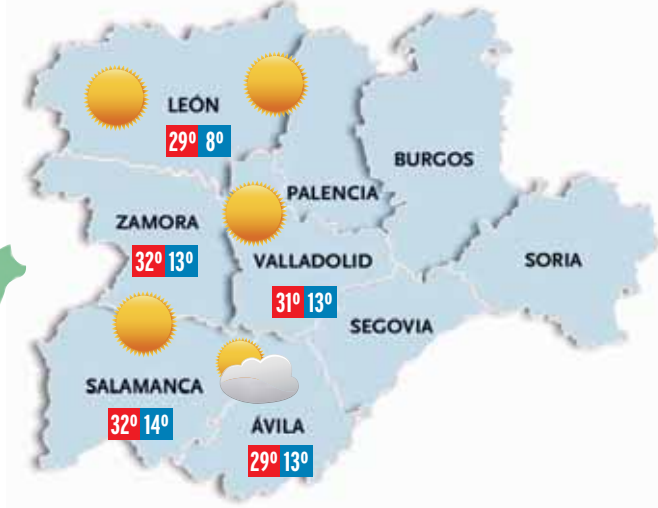 LEÓN
29º 8º
BURGOS
PALENCIA
ZAMORA
32º 13º
VALLADOLID
31º 13º
SORIA
SEGOVIA
SALAMANCA
32º 14º
ÁVILA
29º 13º